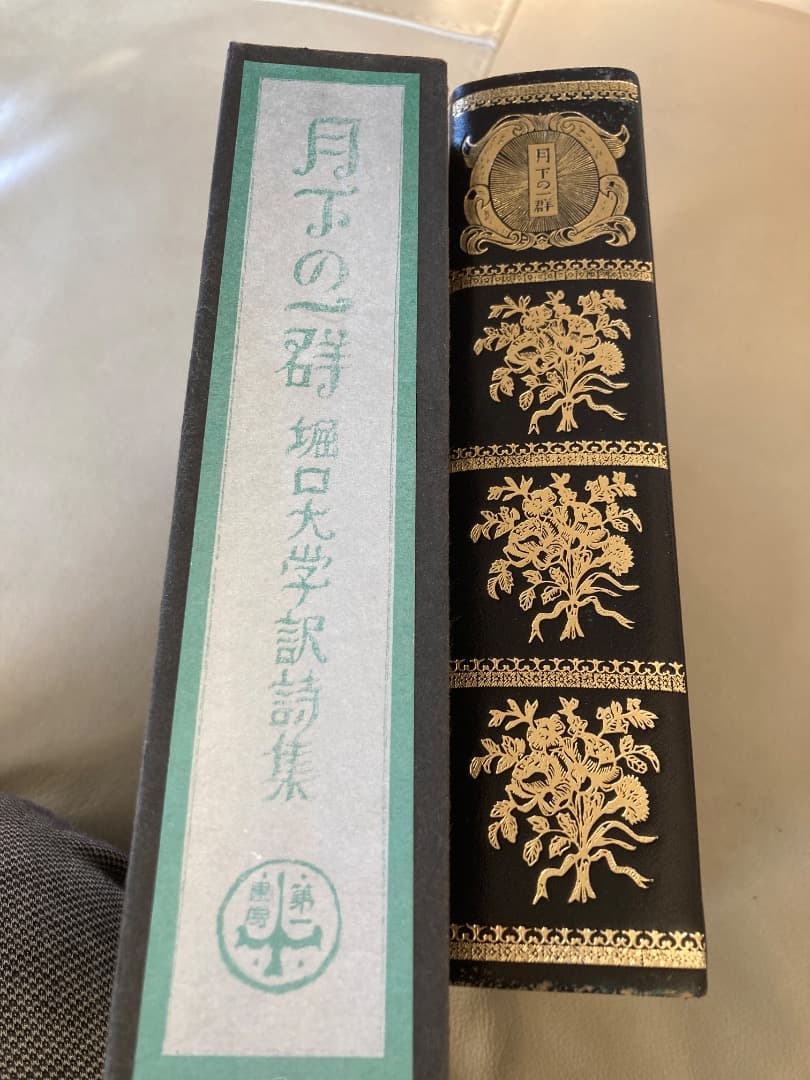 月下の一群
堀口大学訳詩集
第一
書房
月下の一群